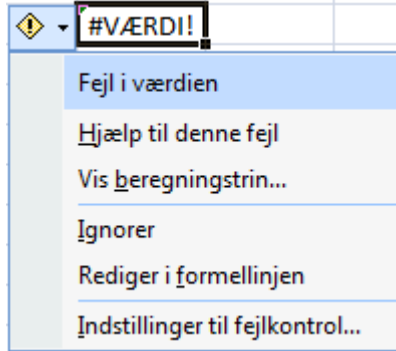 #VÆRDI!
Fejl i værdien
Hjælp til denne fejl
Vis beregningstrin...
Ignorer
Rediger i formellinjen
Indstillinger til fejlkontrol...